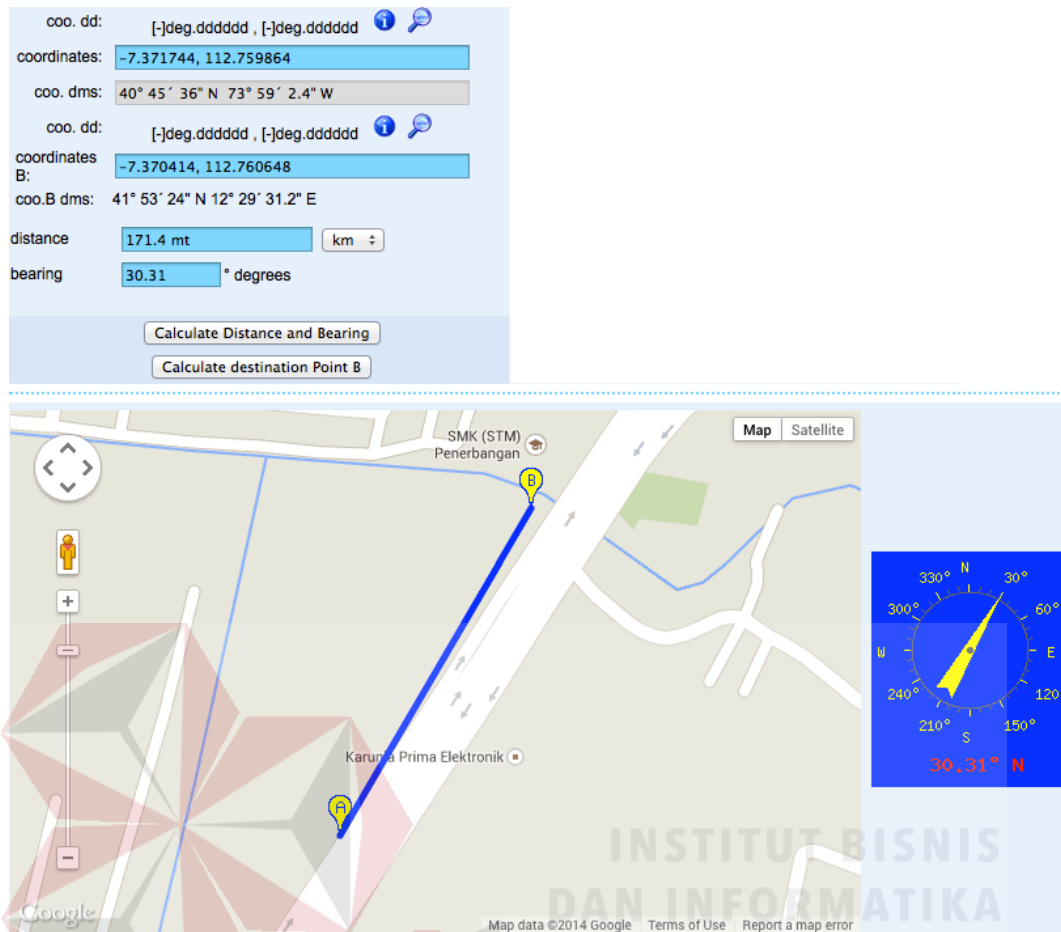 coo. dd: [-]deg.dddddd , [-]deg.dddddd
coordinates: -7.371744, 112.759864
coo. dms: 40° 45´ 36" N 73° 59´ 2.4" W
coo. dd: [-]deg.dddddd , [-]deg.dddddd
coordinates
B: -7.370414, 112.760648
coo.B dms: 41° 53´ 24" N 12° 29´ 31.2" E
distance 171.4 mt km
bearing 30.31 ° degrees
Calculate Distance and Bearing
Calculate destination Point B
Map Satellite
SMK (STM)
Penerbangan
B
Karunia Prima Elektronik
A
N
330° 30°
300° 60°
W E
240° 120
210° 150°
S
30.31° N
INSTITUT BISNIS
DAN INFORMATIKA
Google
Map data ©2014 Google Terms of Use Report a map error